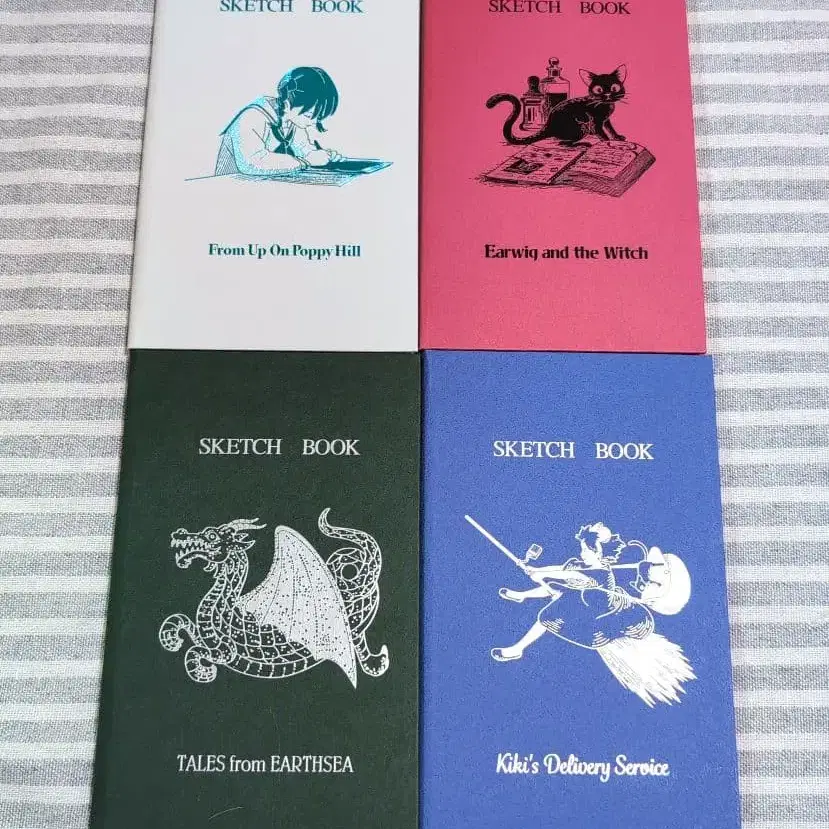 SKETCH BOOK
From Up On Poppy Hill
SKETCH BOOK
Earwig and the Witch
SKETCH BOOK
TALES from EARTHSEA
SKETCH BOOK
Kiki's Delivery Service